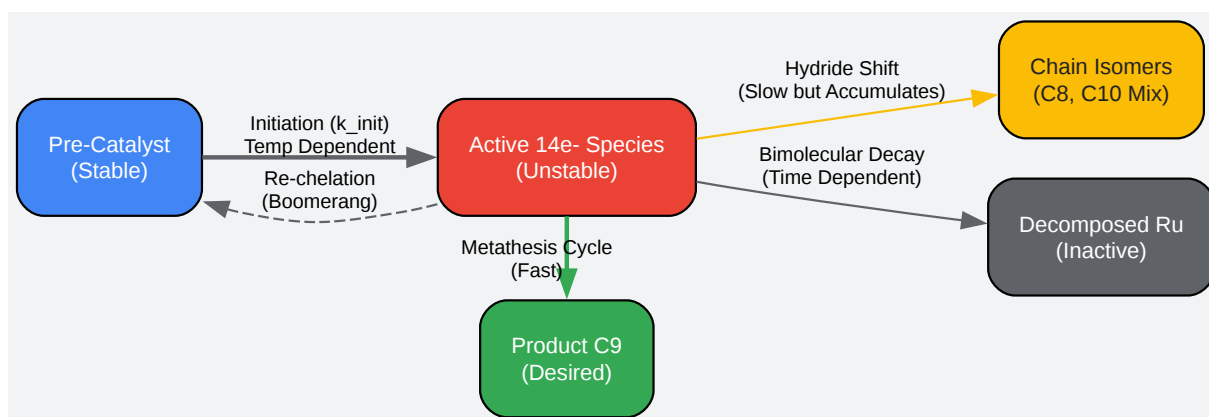 Pre-Catalyst
(Stable)
Initiation (k_init)
Temp Dependent
Re-chelation
(Boomerang)
Active 14e- Species
(Unstable)
Hydride Shift
(Slow but Accumulates)
Chain Isomers
(C8, C10 Mix)
Bimolecular Decay
(Time Dependent)
Decomposed Ru
(Inactive)
Metathesis Cycle
(Fast)
Product C9
(Desired)